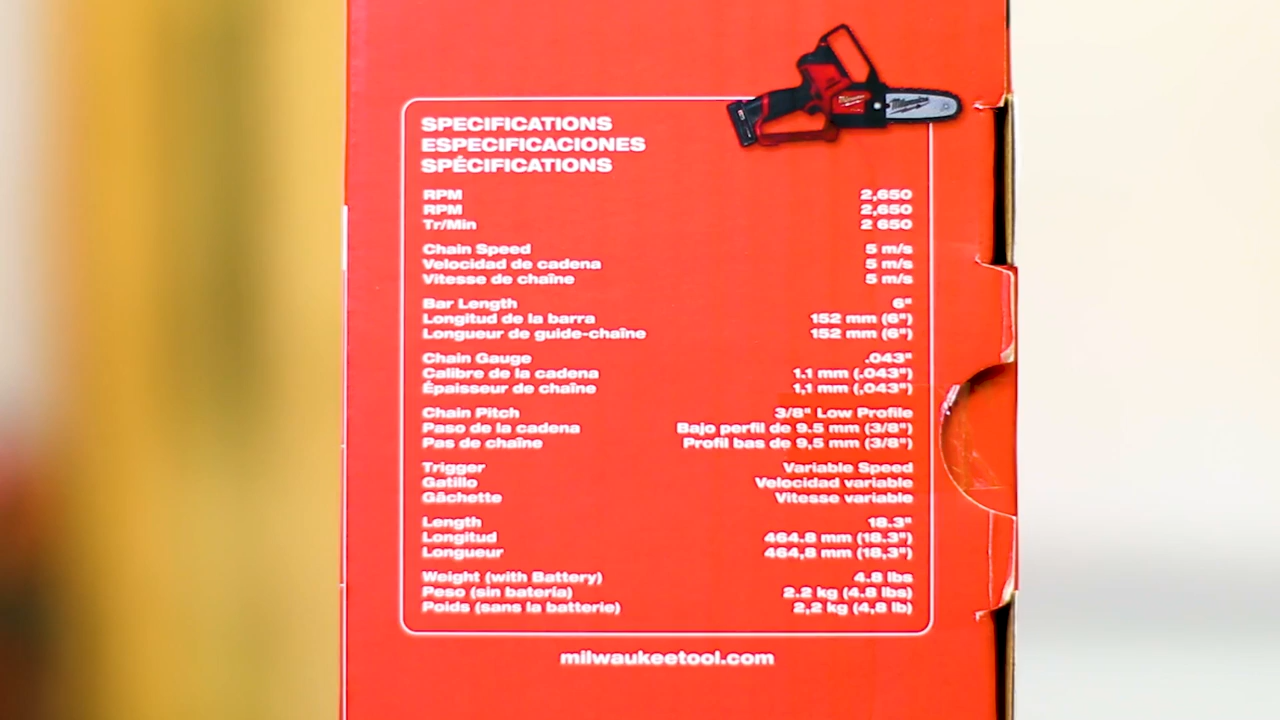 SPECIFICATIONS
ESPECIFICACIONES
SPÉCIFICATIONS
RPM 2,650
RPM 2,650
Tr/Min 2 650
Chain Speed 5 m/s
Velocidad de cadena 5 m/s
Vitesse de chaîne 5 m/s
Bar Length 6"
Longitud de la barra 152 mm (6")
Longueur de guide-chaîne 152 mm (6")
Chain Gauge .043"
Calibre de la cadena 1.1 mm (.043")
Épaisseur de chaîne 1,1 mm (,043")
Chain Pitch 3/8" Low Profile
Paso de la cadena Bajo perfil de 9.5 mm (3/8")
Pas de chaîne Profil bas de 9,5 mm (3/8")
Trigger Variable Speed
Gatillo Velocidad variable
Gâchette Vitesse variable
Length 18.3"
Longitud 464.8 mm (18.3")
Longueur 464,8 mm (18,3")
Weight (with Battery) 4.8 lbs
Peso (sin batería) 2.2 kg (4.8 lbs)
Poids (sans la batterie) 2,2 kg (4,8 lb)
milwaukeetool.com